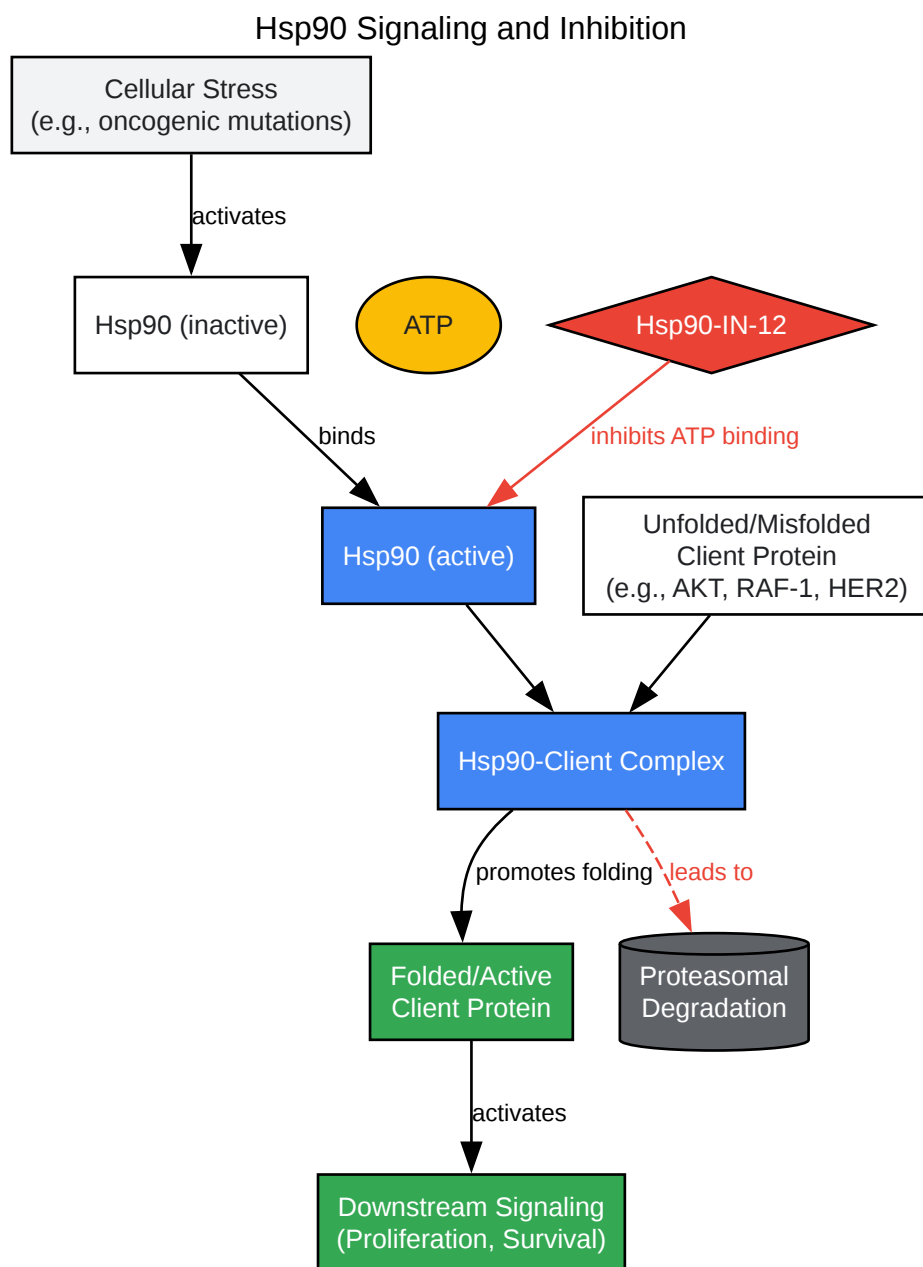 Hsp90 Signaling and Inhibition
Cellular Stress
(e.g., oncogenic mutations)
activates
Hsp90 (inactive)
ATP
Hsp90-IN-12
binds
inhibits ATP binding
Hsp90 (active)
Unfolded/Misfolded
Client Protein
(e.g., AKT, RAF-1, HER2)
Hsp90-Client Complex
promotes folding
leads to
Folded/Active
Client Protein
Proteasomal
Degradation
activates
Downstream Signaling
(Proliferation, Survival)